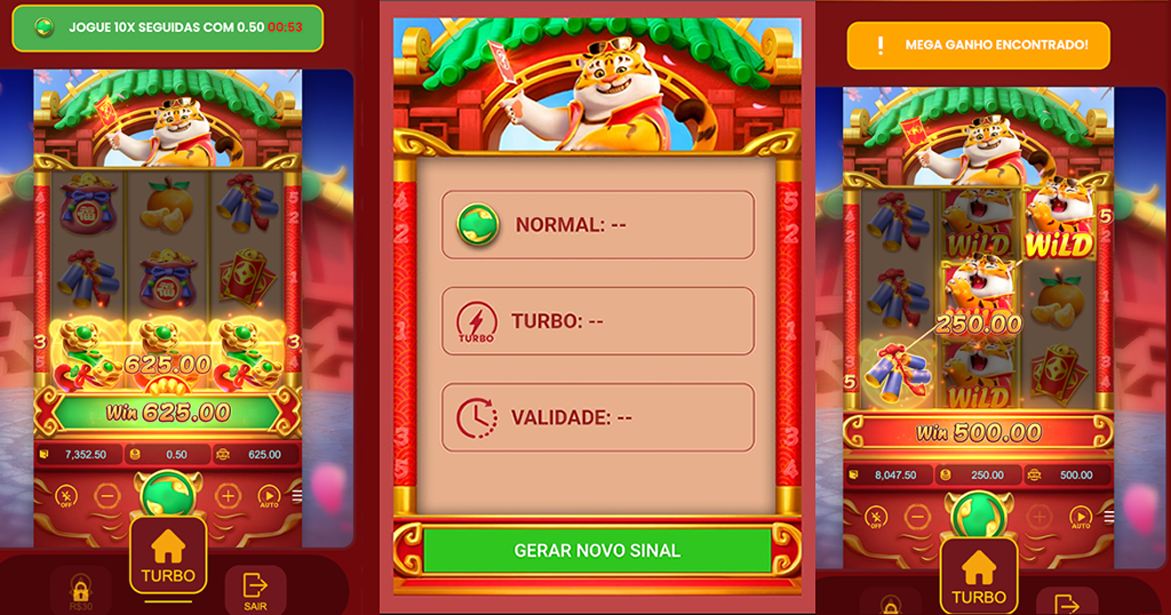 JOGUE 10X SEGUIDAS COM 0.50 00:53
625.00
Win 625.00
7,352.50 0.50 625.00
OFF
AUTO
TURBO
R$30
SAIR
NORMAL: --
TURBO
TURBO: --
VALIDADE: --
GERAR NOVO SINAL
! MEGA GANHO ENCONTRADO!
WiLD
WiLD
250.00
WiLD
Win 500.00
8,047.50 250.00 500.00
OFF
AUTO
TURBO